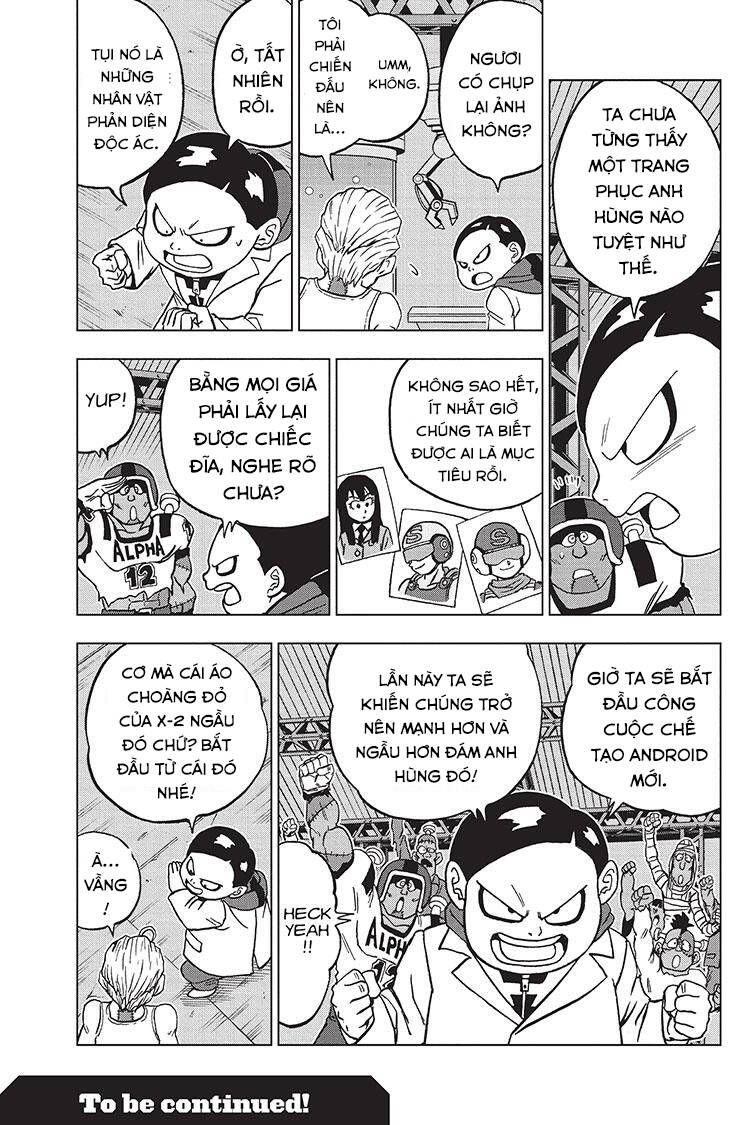 TA CHƯA
TỪNG THẤY
MỘT TRANG
PHỤC ANH
HÙNG NÀO
TUYỆT NHƯ
THẾ.
NGƯƠI
CÓ CHỤP
LẠI ẢNH
KHÔNG?
UMM,
KHÔNG.
TÔI
PHẢI
CHIẾN
ĐẤU
NÊN
LÀ...
Ờ, TẤT
NHIÊN
RỒI.
TỤI NÓ LÀ
NHỮNG
NHÂN VẬT
PHẢN DIỆN
ĐỘC ÁC.
KHÔNG SAO HẾT,
ÍT NHẤT GIỜ
CHÚNG TA BIẾT
ĐƯỢC AI LÀ MỤC
TIÊU RỒI.
S
S
BẰNG MỌI GIÁ
PHẢI LẤY LẠI
ĐƯỢC CHIẾC
ĐĨA, NGHE RÕ
CHƯA?
YUP!
ALPHA
12
GIỜ TA SẼ BẮT
ĐẦU CÔNG
CUỘC CHẾ
TẠO ANDROID
MỚI.
LẦN NÀY TA SẼ
KHIẾN CHÚNG TRỞ
NÊN MẠNH HƠN VÀ
NGẦU HƠN ĐÁM ANH
HÙNG ĐÓ!
HECK
YEAH
!!
ALPHA
12
CƠ MÀ CÁI ÁO
CHOÀNG ĐỎ
CỦA X-2 NGẦU
ĐÓ CHỨ? BẮT
ĐẦU TỪ CÁI ĐÓ
NHÉ!
À...
VÂNG
!
To be continued!